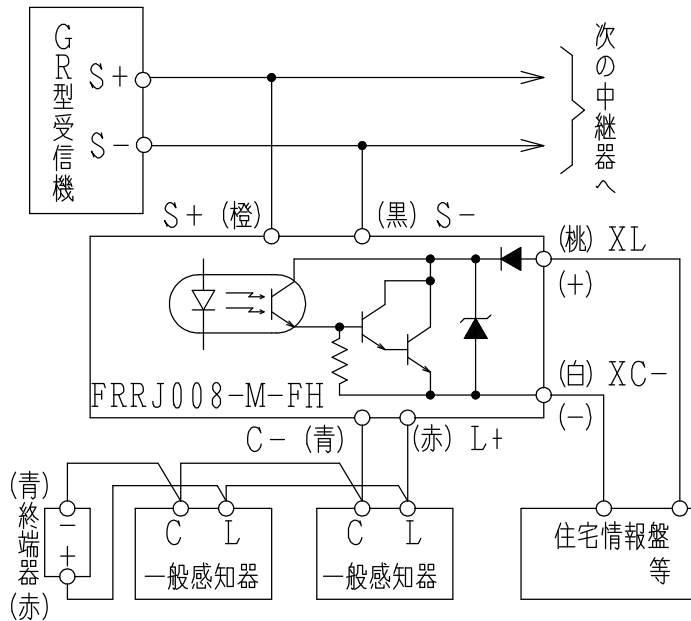 GR型受信機
S+
S-
次の中継器へ
S+ (橙)
(黒) S-
(桃) XL
(+)
FRRJ008-M-FH
(白) XC-
(-)
C- (青)
(赤) L+
(青)
終端器
(赤)
-
+
C L
一般感知器
C L
一般感知器
住宅情報盤
等